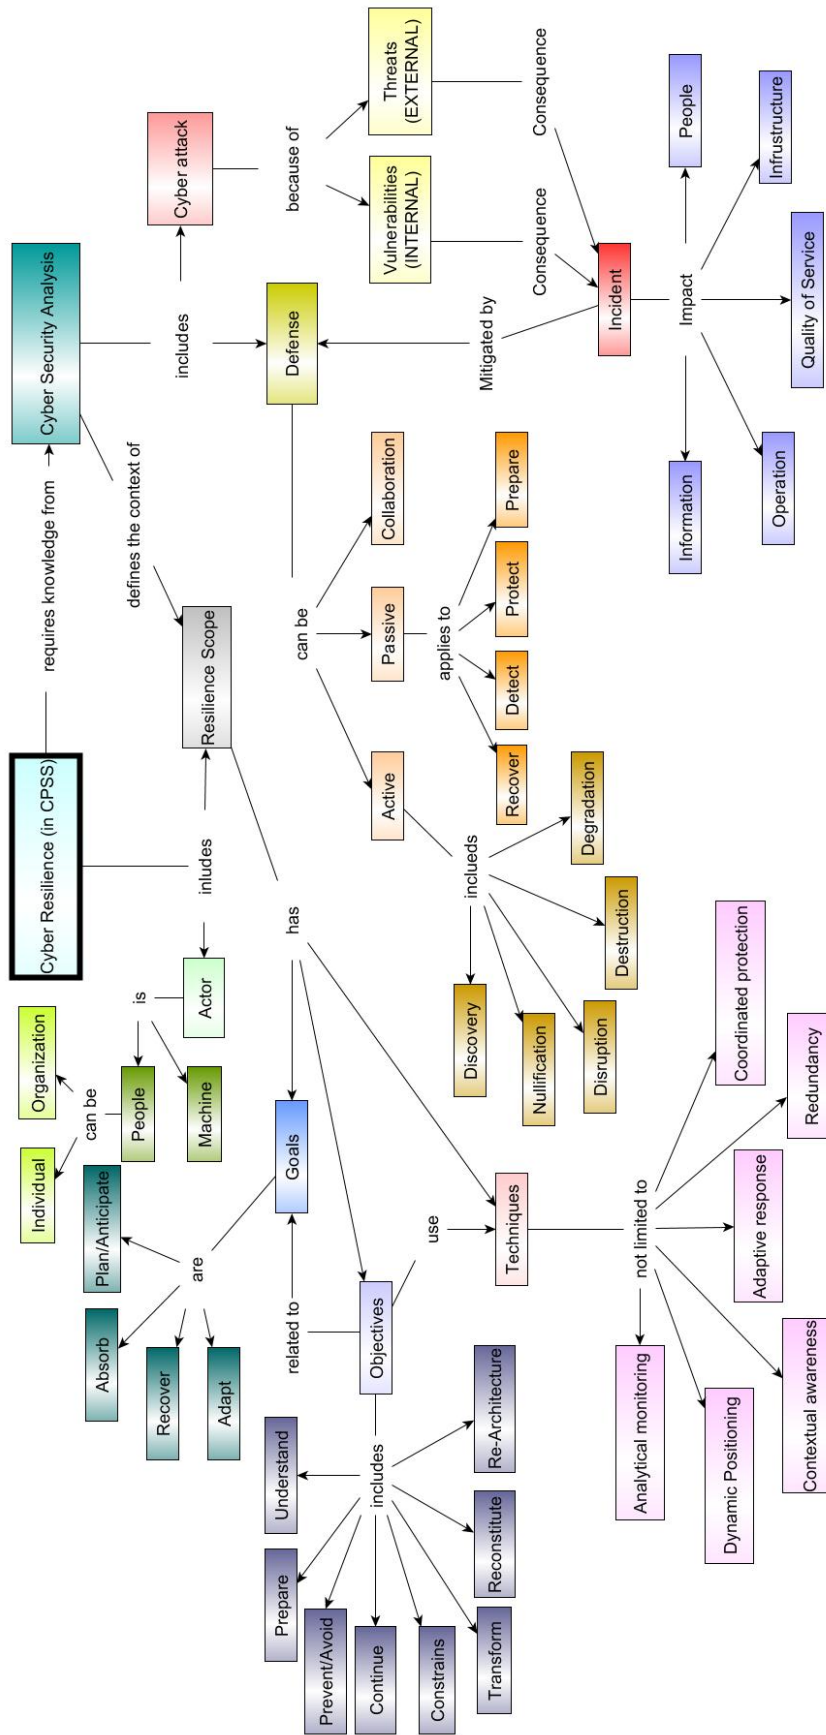 Cyber Resilience (in CPSS)
requires knowledge from
Cyber Security Analysis
defines the context of
inludes
includes
Individual
Organization
can be
People
is
Machine
Actor
Resilience Scope
Cyber attack
because of
Plan/Anticipate
Absorb
are
Recover
Adapt
Goals
has
Defense
can be
Vulnerabilities
(INTERNAL)
Threats
(EXTERNAL)
related to
Objectives
use
Active
Passive
Collaboration
Mitigated by
Consequence
Consequence
Understand
Prepare
Prevent/Avoid
Continue
Constrains
Transform
Reconstitute
Re-Architecture
includes
Techniques
inclueds
applies to
Recover
Detect
Protect
Prepare
Discovery
Nullification
Disruption
Destruction
Degradation
Incident
Impact
People
Information
Infrustructure
Operation
Quality of Service
not limited to
Analytical monitoring
Dynamic Positioning
Contextual awareness
Adaptive response
Redundancy
Coordinated protection